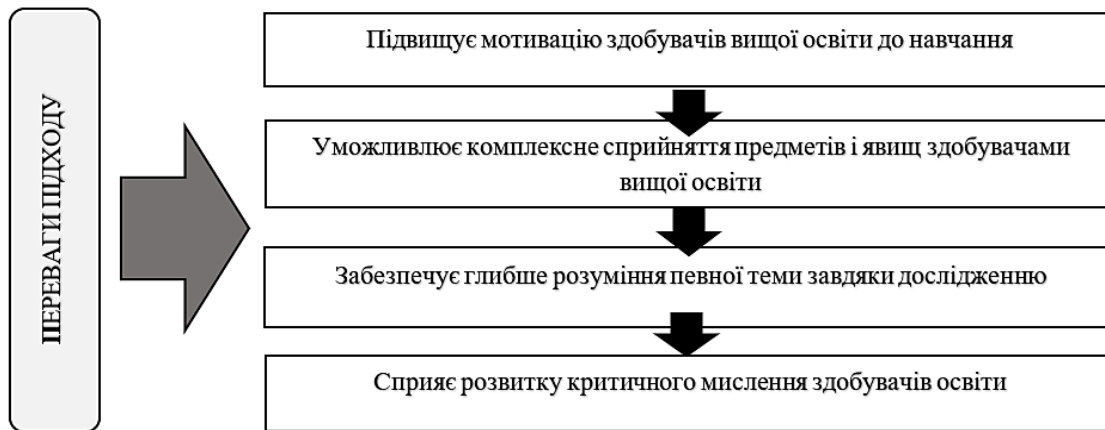 ПЕРЕВАГИ ПІДХОДУ
Підвищує мотивацію здобувачів вищої освіти до навчання
Уможливлює комплексне сприйняття предметів і явищ здобувачами
вищої освіти
Забезпечує глибше розуміння певної теми завдяки дослідженню
Сприяє розвитку критичного мислення здобувачів освіти